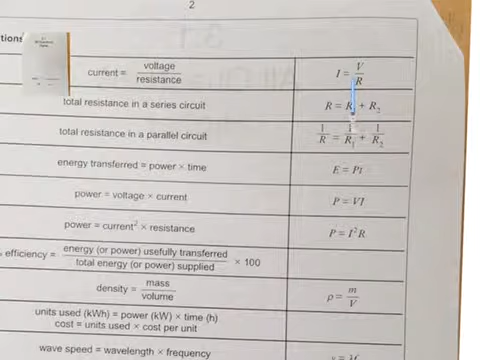 2
tions
current = voltage / resistance I = V / R
total resistance in a series circuit R = R₁ + R₂
total resistance in a parallel circuit 1/R = 1/R₁ + 1/R₂
energy transferred = power × time E = Pt
power = voltage × current P = VI
power = current² × resistance P = I²R
efficiency = energy (or power) usefully transferred / total energy (or power) supplied × 100
density = mass / volume ρ = m / V
units used (kWh) = power (kW) × time (h)
cost = units used × cost per unit
wave speed = wavelength × frequency